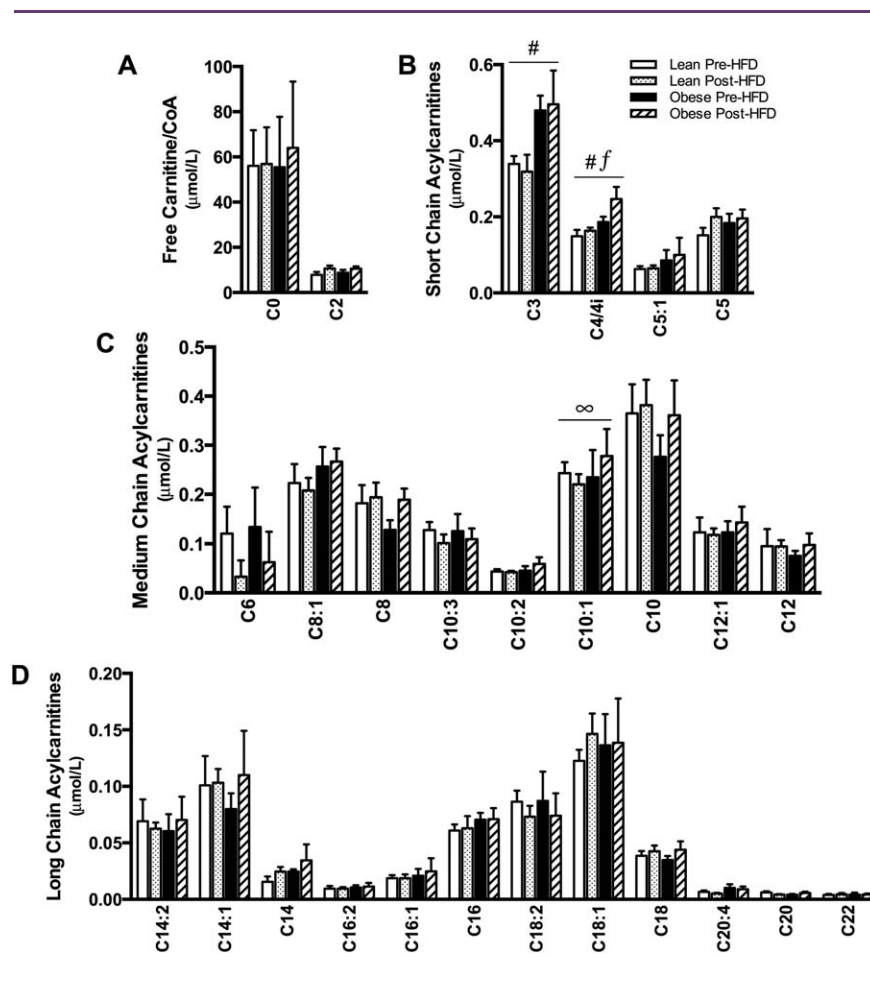 A
Free Carnitine/CoA
(μmol/L)
100
80
60
40
20
0
C0
C2
B
Short Chain Acylcarnitines
(μmol/L)
0.6
0.4
0.2
0.0
#
# f
C3
C4/4i
C5:1
C5
Lean Pre-HFD
Lean Post-HFD
Obese Pre-HFD
Obese Post-HFD
C
Medium Chain Acylcarnitines
(μmol/L)
0.5
0.4
0.3
0.2
0.1
0.0
∞
C6
C8:1
C8
C10:3
C10:2
C10:1
C10
C12:1
C12
D
Long Chain Acylcarnitines
(μmol/L)
0.20
0.15
0.10
0.05
0.00
C14:2
C14:1
C14
C16:2
C16:1
C16
C18:2
C18:1
C18
C20:4
C20
C22